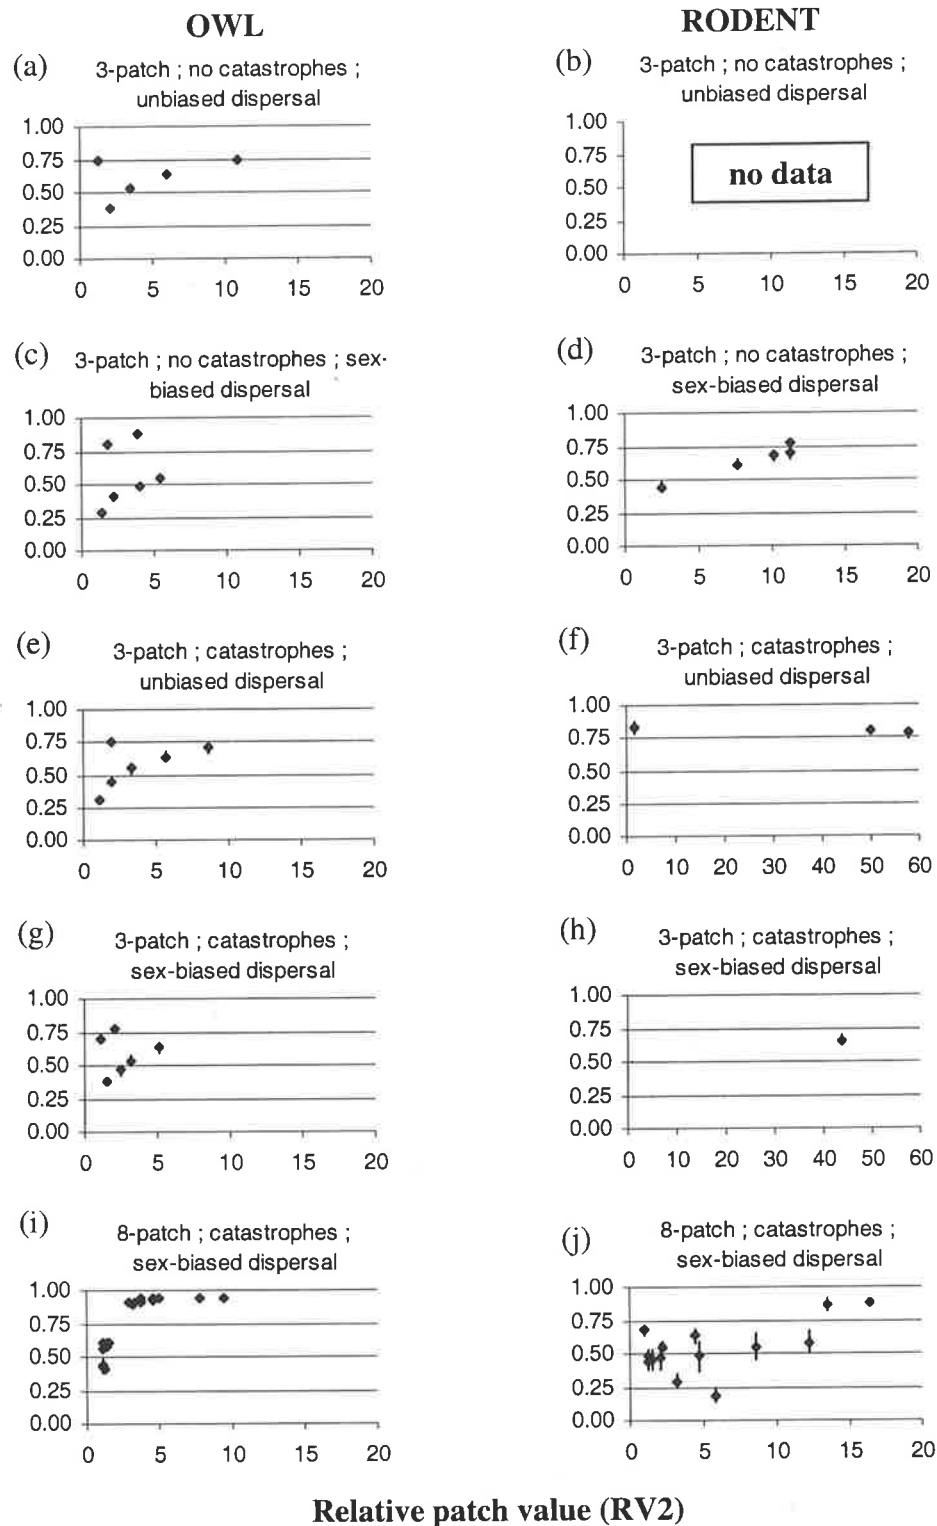 OWL
RODENT
(a)
3-patch ; no catastrophes ;
unbiased dispersal
1.00
0.75
0.50
0.25
0.00
0 5 10 15 20
(b)
3-patch ; no catastrophes ;
unbiased dispersal
1.00
0.75
0.50
0.25
0.00
no data
0 5 10 15 20
(c)
3-patch ; no catastrophes ; sex-
biased dispersal
1.00
0.75
0.50
0.25
0.00
0 5 10 15 20
(d)
3-patch ; no catastrophes ;
sex-biased dispersal
1.00
0.75
0.50
0.25
0.00
0 5 10 15 20
(e)
3-patch ; catastrophes ;
unbiased dispersal
1.00
0.75
0.50
0.25
0.00
0 5 10 15 20
(f)
3-patch ; catastrophes ;
unbiased dispersal
1.00
0.75
0.50
0.25
0.00
0 10 20 30 40 50 60
(g)
3-patch ; catastrophes ;
sex-biased dispersal
1.00
0.75
0.50
0.25
0.00
0 5 10 15 20
(h)
3-patch ; catastrophes ;
sex-biased dispersal
1.00
0.75
0.50
0.25
0.00
0 10 20 30 40 50 60
(i)
8-patch ; catastrophes ;
sex-biased dispersal
1.00
0.75
0.50
0.25
0.00
0 5 10 15 20
(j)
8-patch ; catastrophes ;
sex-biased dispersal
1.00
0.75
0.50
0.25
0.00
0 5 10 15 20
Relative patch value (RV2)